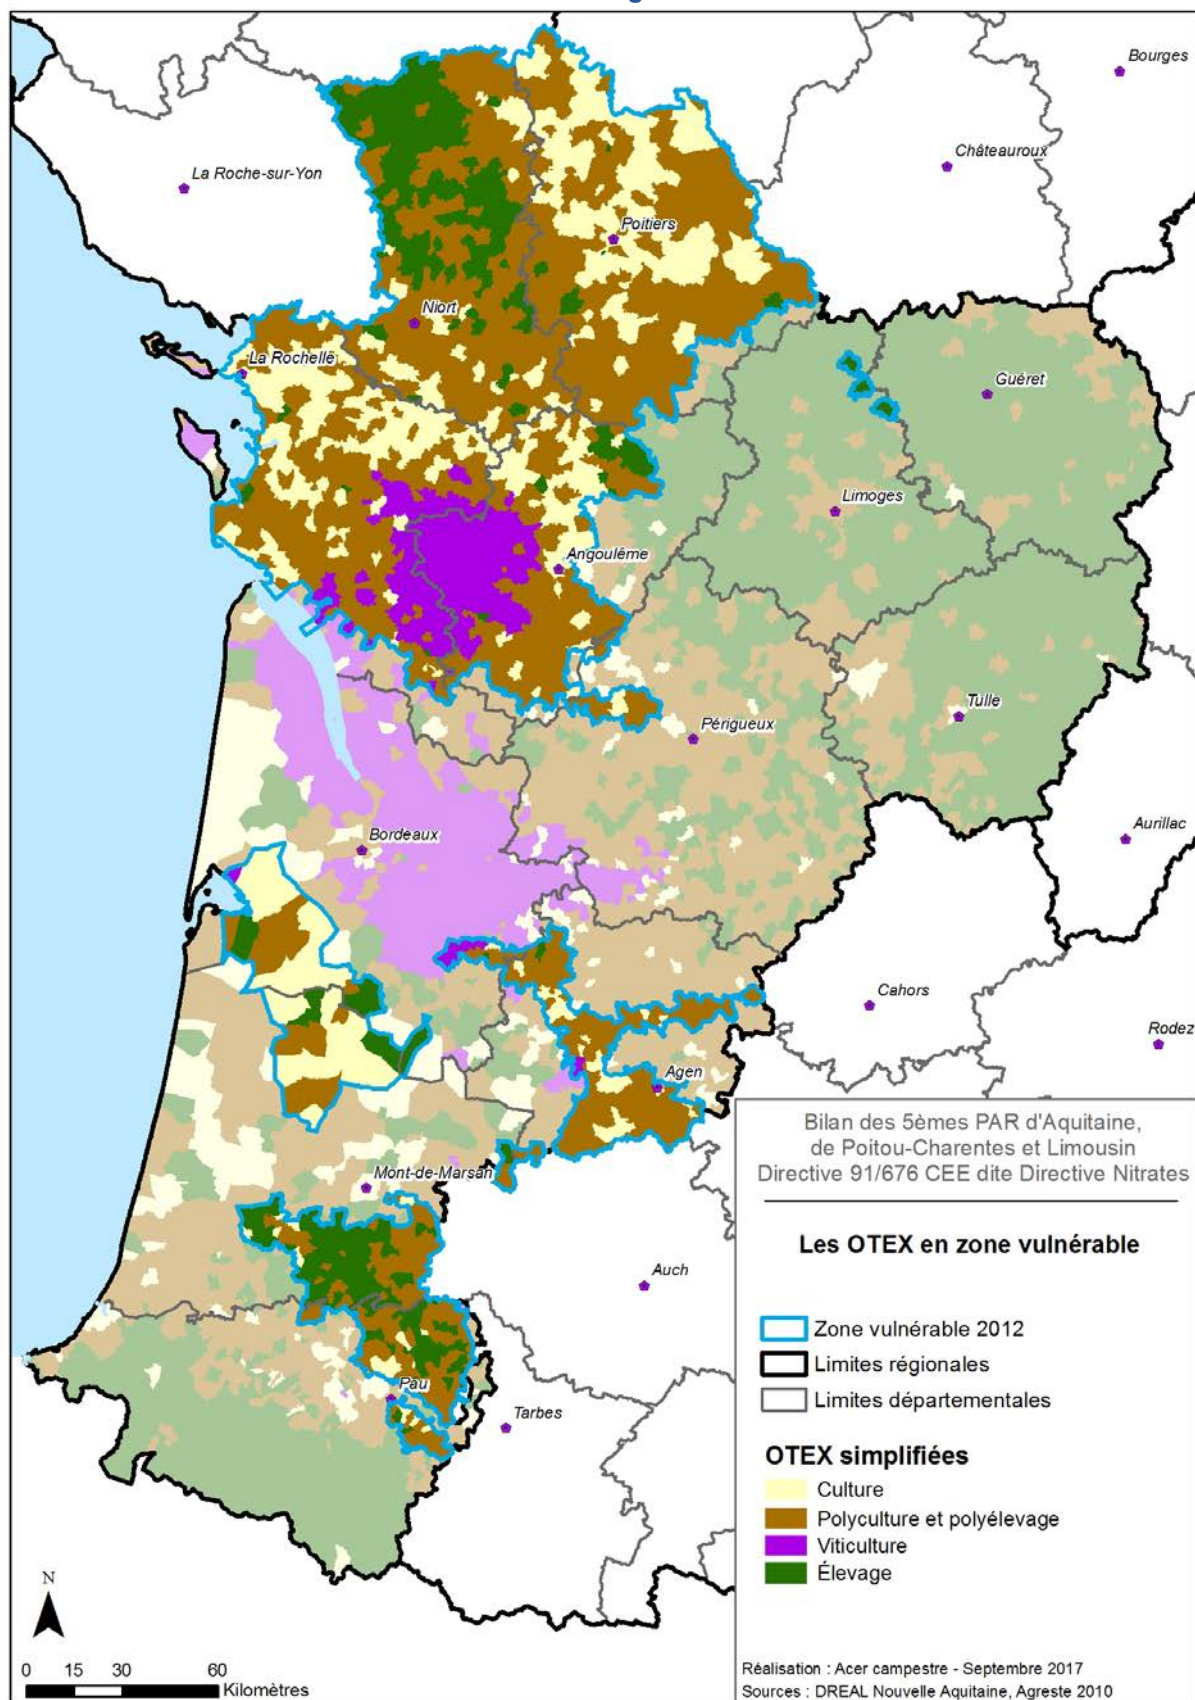 Bourges
Châteauroux
La Roche-sur-Yon
Poitiers
Niort
La Rochelle
Guéret
Limoges
Angoulême
Tulle
Périgueux
Aurillac
Bordeaux
Cahors
Rodez
Agen
Mont-de-Marsan
Auch
Pau
Tarbes
Bilan des 5èmes PAR d'Aquitaine,
de Poitou-Charentes et Limousin
Directive 91/676 CEE dite Directive Nitrates
Les OTEX en zone vulnérable
Zone vulnérable 2012
Limites régionales
Limites départementales
OTEX simplifiées
Culture
Polyculture et polyélevage
Viticulture
Élevage
N
0 15 30 60
Kilomètres
Réalisation : Acer campestre - Septembre 2017
Sources : DREAL Nouvelle Aquitaine, Agreste 2010